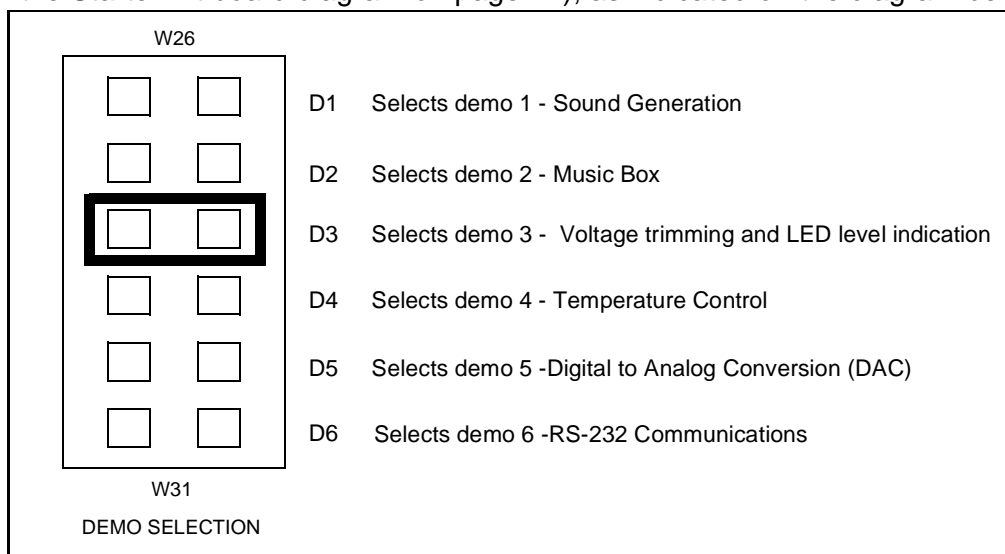 W26
D1 Selects demo 1 - Sound Generation
D2 Selects demo 2 - Music Box
D3 Selects demo 3 - Voltage trimming and LED level indication
D4 Selects demo 4 - Temperature Control
D5 Selects demo 5 -Digital to Analog Conversion (DAC)
D6 Selects demo 6 -RS-232 Communications
W31
DEMO SELECTION